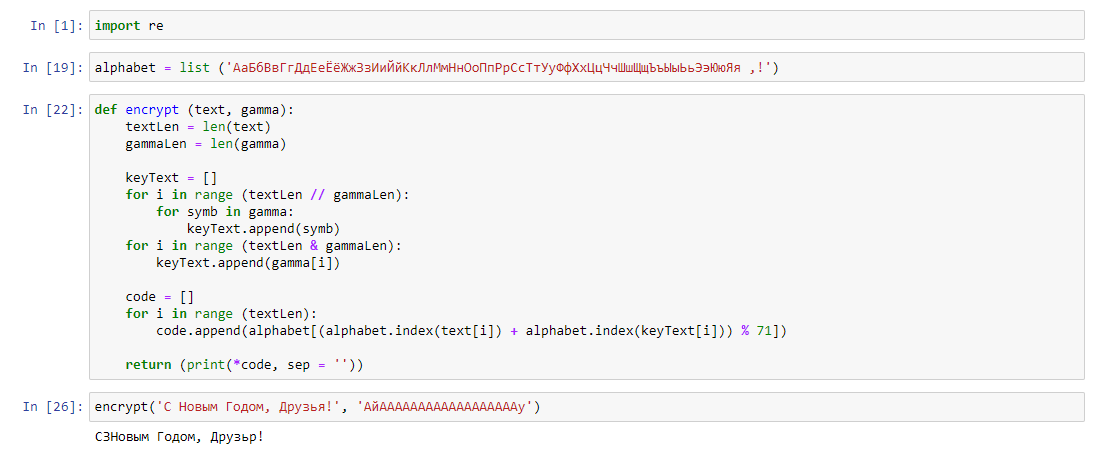 In [1]: import re
In [19]: alphabet = list ('АаБбВвГгДдЕеЁёЖжЗзИиЙйКкЛлМмНнОоПпРрСсТтУуФфХхЦцЧчШшЩщЪъЫыЬьЭэЮюЯя ,!')
In [22]: def encrypt (text, gamma):
textLen = len(text)
gammaLen = len(gamma)
keyText = []
for i in range (textLen // gammaLen):
for symb in gamma:
keyText.append(symb)
for i in range (textLen & gammaLen):
keyText.append(gamma[i])
code = []
for i in range (textLen):
code.append(alphabet[(alphabet.index(text[i]) + alphabet.index(keyText[i])) % 71])
return (print(*code, sep = ''))
In [26]: encrypt('С Новым Годом, Друзья!', 'АйААААААААААААААААААу')
СЗНовым Годом, Друзьр!